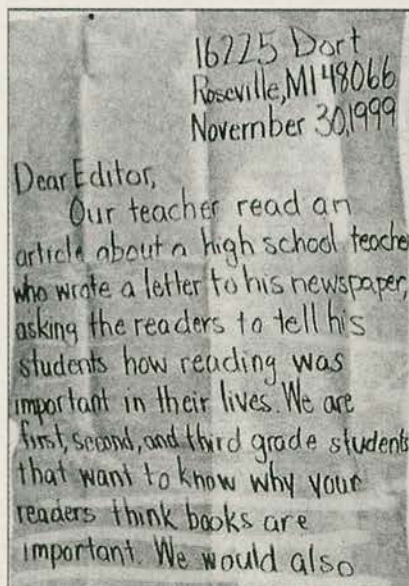 16225 Dort
Roseville, MI 48066
November 30, 1999
Dear Editor,
Our teacher read an
article about a high school teacher
who wrote a letter to his newspaper,
asking the readers to tell his
students how reading was
important in their lives. We are
first, second, and third grade students
that want to know why your
readers think books are
important. We would also